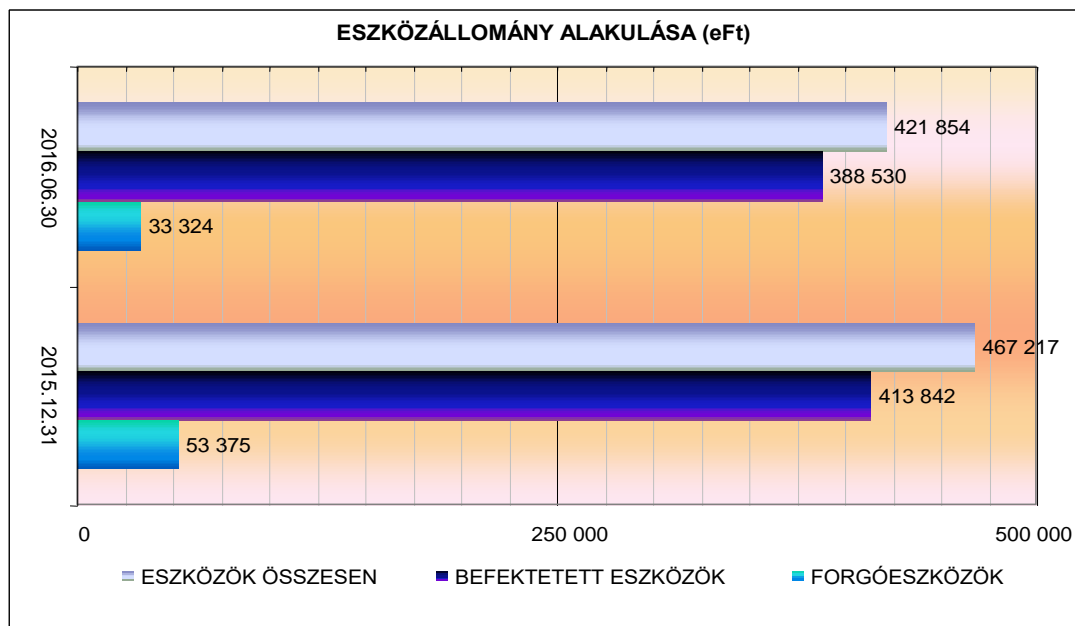 ESZKÖZÁLLOMÁNY ALAKULÁSA (eFt)
2016.06.30
421 854
388 530
33 324
2015.12.31
467 217
413 842
53 375
0 250 000 500 000
ESZKÖZÖK ÖSSZESEN BEFEKTETETT ESZKÖZÖK FORGÓESZKÖZÖK